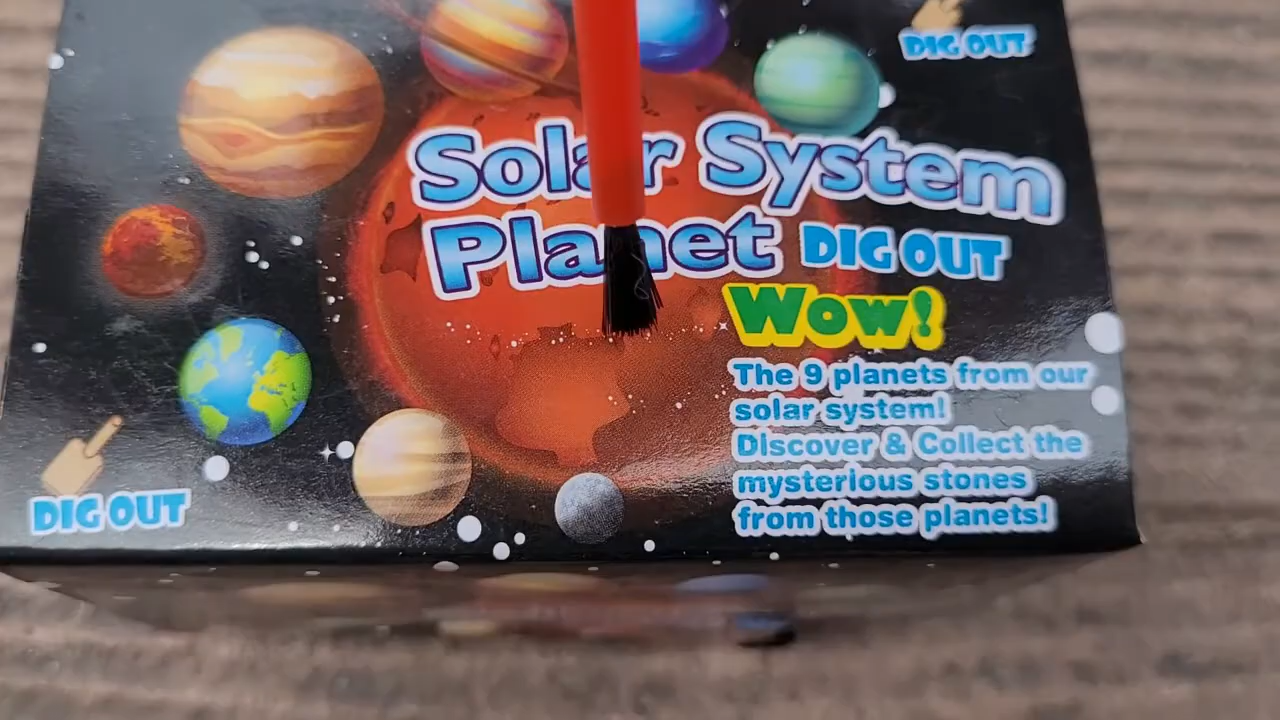 DIG OUT
Solar System
Planet DIG OUT
Wow!
The 9 planets from our
solar system!
Discover & Collect the
mysterious stones
from those planets!
DIG OUT